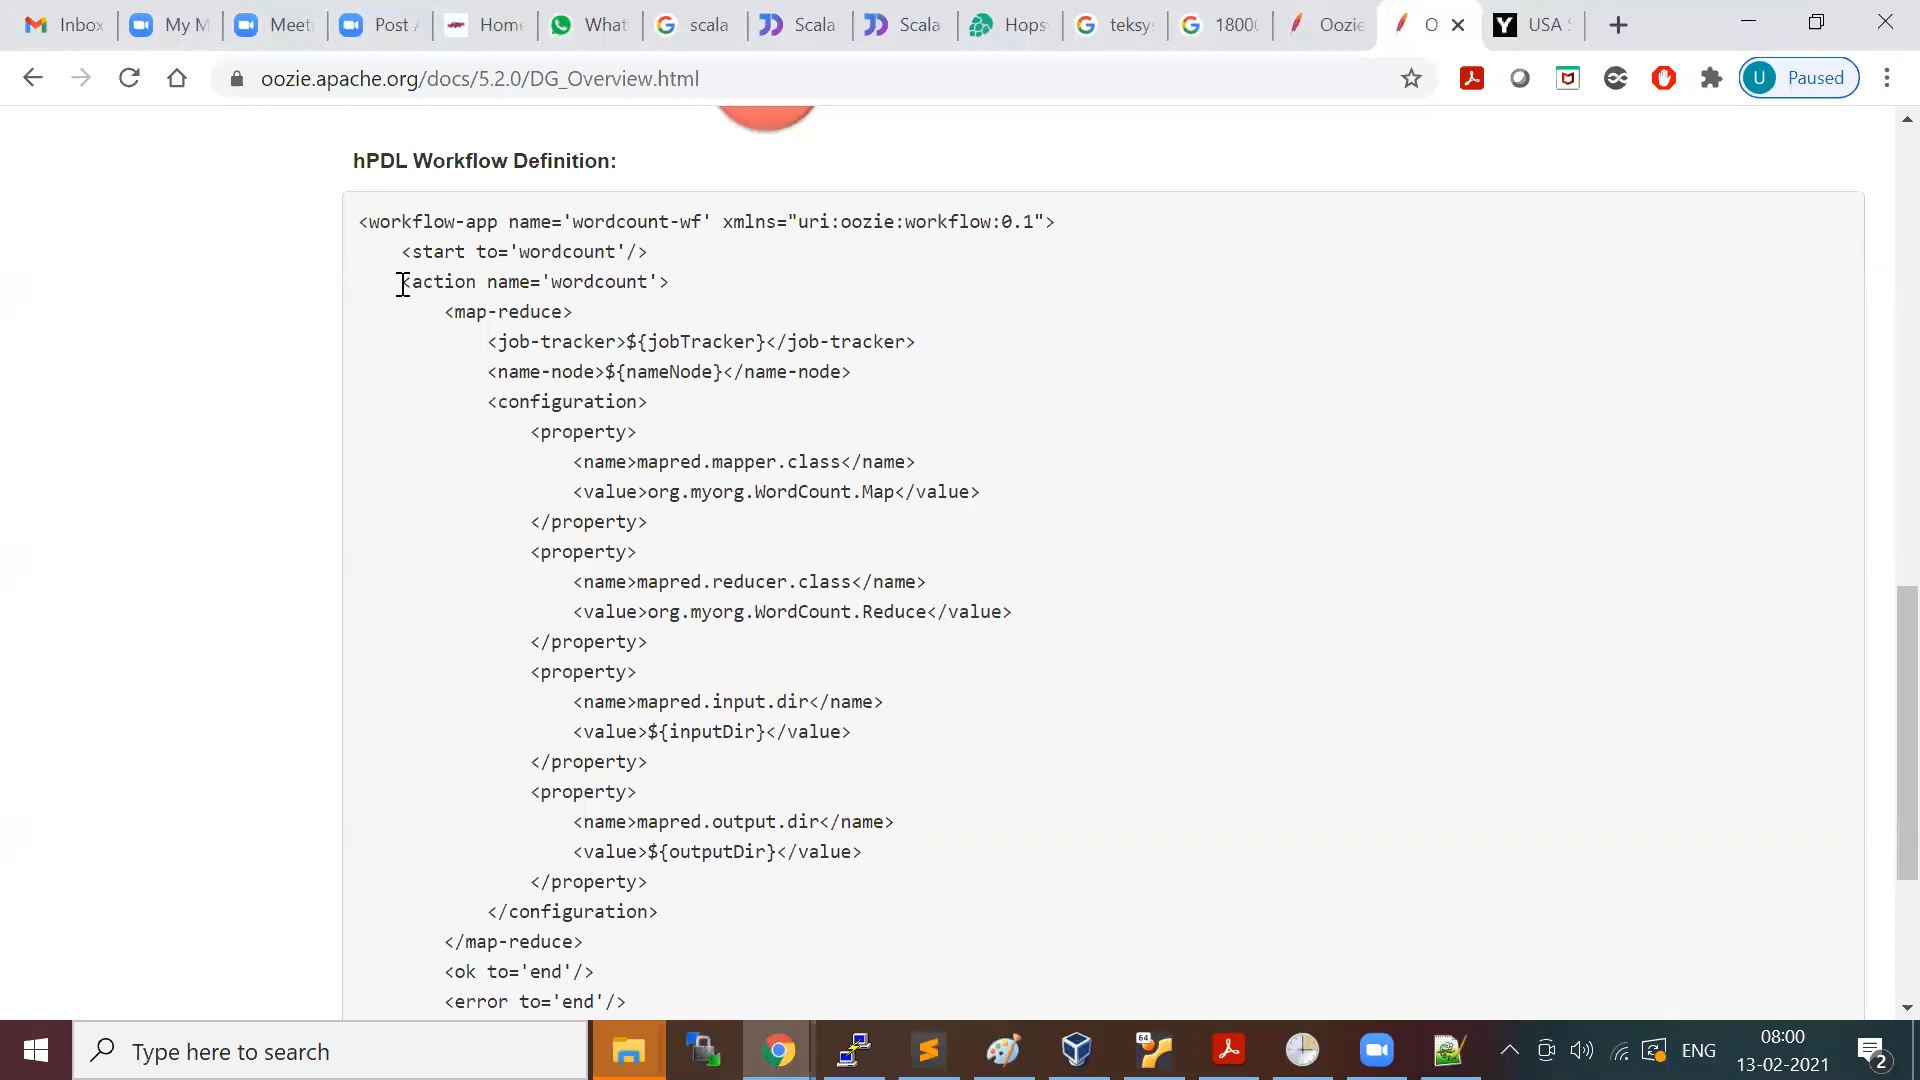 Inbox
My M
Meeti
Post
Home
What
scala
Scala
Scala
Hops
teksy
1800
Oozie
O
USA
oozie.apache.org/docs/5.2.0/DG_Overview.html
U Paused
hPDL Workflow Definition:
<workflow-app name='wordcount-wf' xmlns="uri:oozie:workflow:0.1">
<start to='wordcount'/>
<action name='wordcount'>
<map-reduce>
<job-tracker>${jobTracker}</job-tracker>
<name-node>${nameNode}</name-node>
<configuration>
<property>
<name>mapred.mapper.class</name>
<value>org.myorg.WordCount.Map</value>
</property>
<property>
<name>mapred.reducer.class</name>
<value>org.myorg.WordCount.Reduce</value>
</property>
<property>
<name>mapred.input.dir</name>
<value>${inputDir}</value>
</property>
<property>
<name>mapred.output.dir</name>
<value>${outputDir}</value>
</property>
</configuration>
</map-reduce>
<ok to='end'/>
<error to='end'/>
Type here to search
64
ENG
08:00
13-02-2021
2